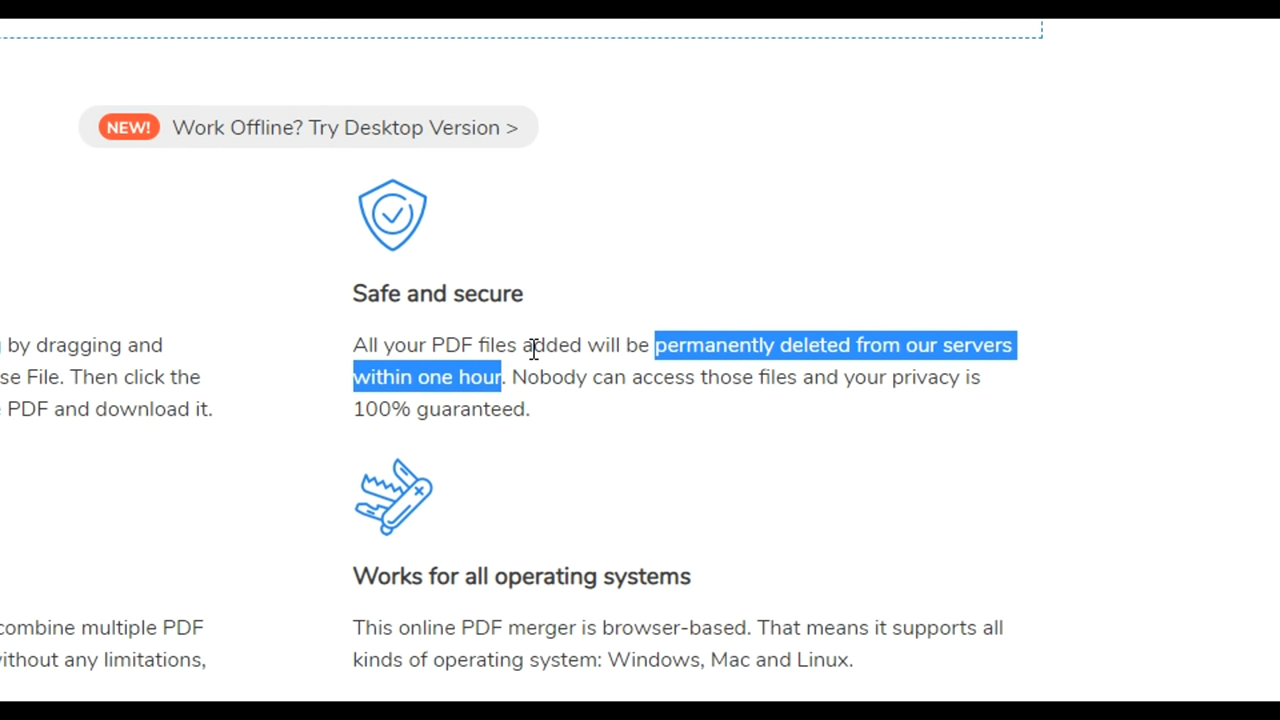 NEW! Work Offline? Try Desktop Version >
Safe and secure
by dragging and
se File. Then click the
PDF and download it.
All your PDF files added will be permanently deleted from our servers
within one hour. Nobody can access those files and your privacy is
100% guaranteed.
Works for all operating systems
combine multiple PDF
ithout any limitations,
This online PDF merger is browser-based. That means it supports all
kinds of operating system: Windows, Mac and Linux.